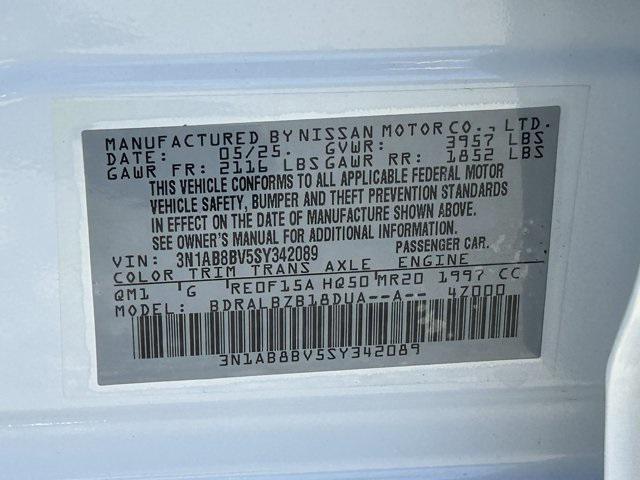 MANUFACTURED BY NISSAN MOTOR CO., LTD.
DATE: 05/25. GVWR: 3957 LBS
GAWR FR: 2116 LBS GAWR RR: 1852 LBS
THIS VEHICLE CONFORMS TO ALL APPLICABLE FEDERAL MOTOR
VEHICLE SAFETY, BUMPER AND THEFT PREVENTION STANDARDS
IN EFFECT ON THE DATE OF MANUFACTURE SHOWN ABOVE.
SEE OWNER'S MANUAL FOR ADDITIONAL INFORMATION.
VIN: 3N1AB8BV5SY342089 PASSENGER CAR.
COLOR TRIM TRANS AXLE ENGINE
QM1 G RE0F15A HQ50 MR20 1997 CC
MODEL: BDRALBZB18DUA--A-- 4Z000
3N1AB8BV5SY342089